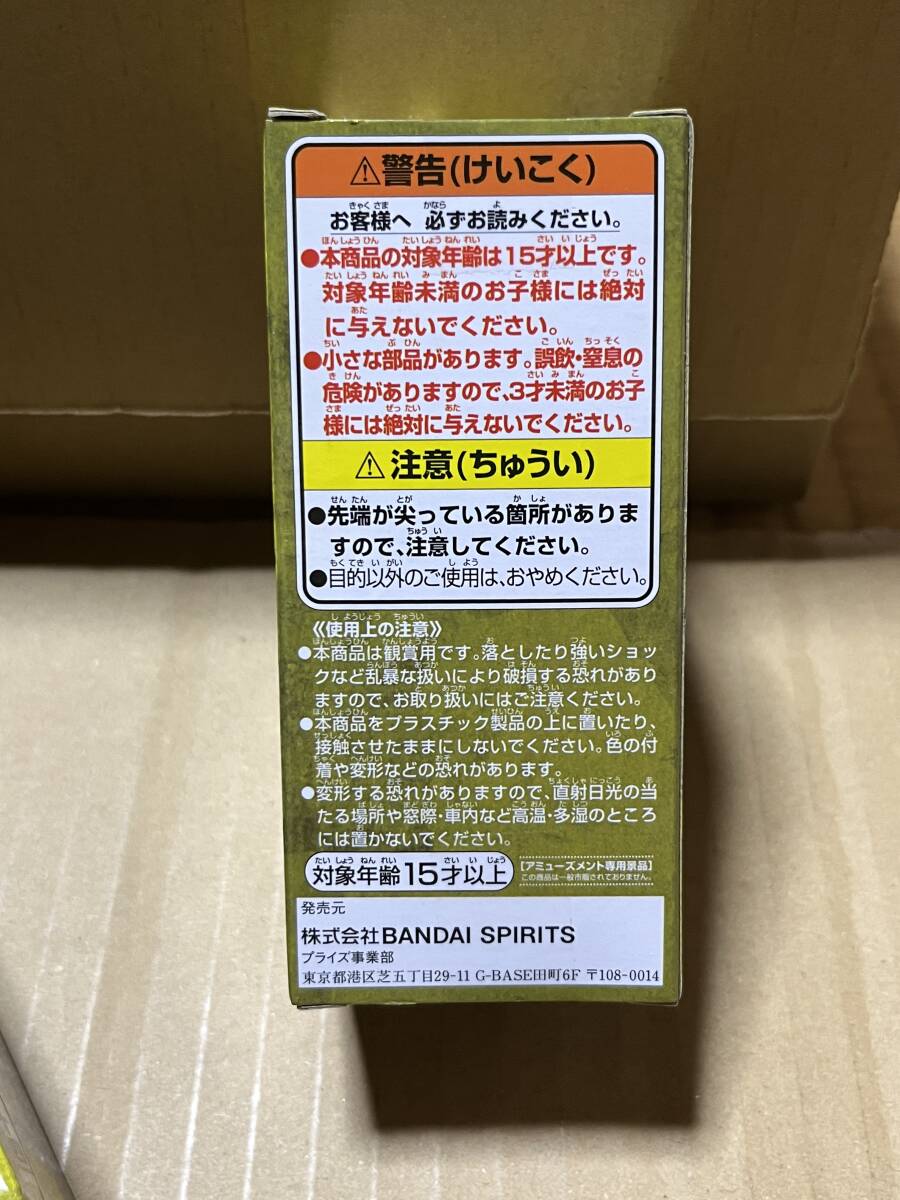 ⚠警告(けいこく)
お客様へ 必ずお読みください。
●本商品の対象年齢は15才以上です。
対象年齢未満のお子様には絶対
に与えないでください。
●小さな部品があります。誤飲・窒息の
危険がありますので、3才未満のお子
様には絶対に与えないでください。
⚠注意(ちゅうい)
●先端が尖っている箇所がありま
すので、注意してください。
●目的以外のご使用は、おやめください。
《使用上の注意》
●本商品は観賞用です。落としたり強いショッ
クなど乱暴な扱いにより破損する恐れがあり
ますので、お取り扱いにはご注意ください。
●本商品をプラスチック製品の上に置いたり、
接触させたままにしないでください。色の付
着や変形などの恐れがあります。
●変形する恐れがありますので、直射日光の当
たる場所や窓際・車内など高温・多湿のところ
には置かないでください。
対象年齢15才以上
[アミューズメント専用景品]
この商品は一般市販されておりません。
発売元
株式会社BANDAI SPIRITS
プライズ事業部
東京都港区芝五丁目29-11 G-BASE田町6F 〒108-0014